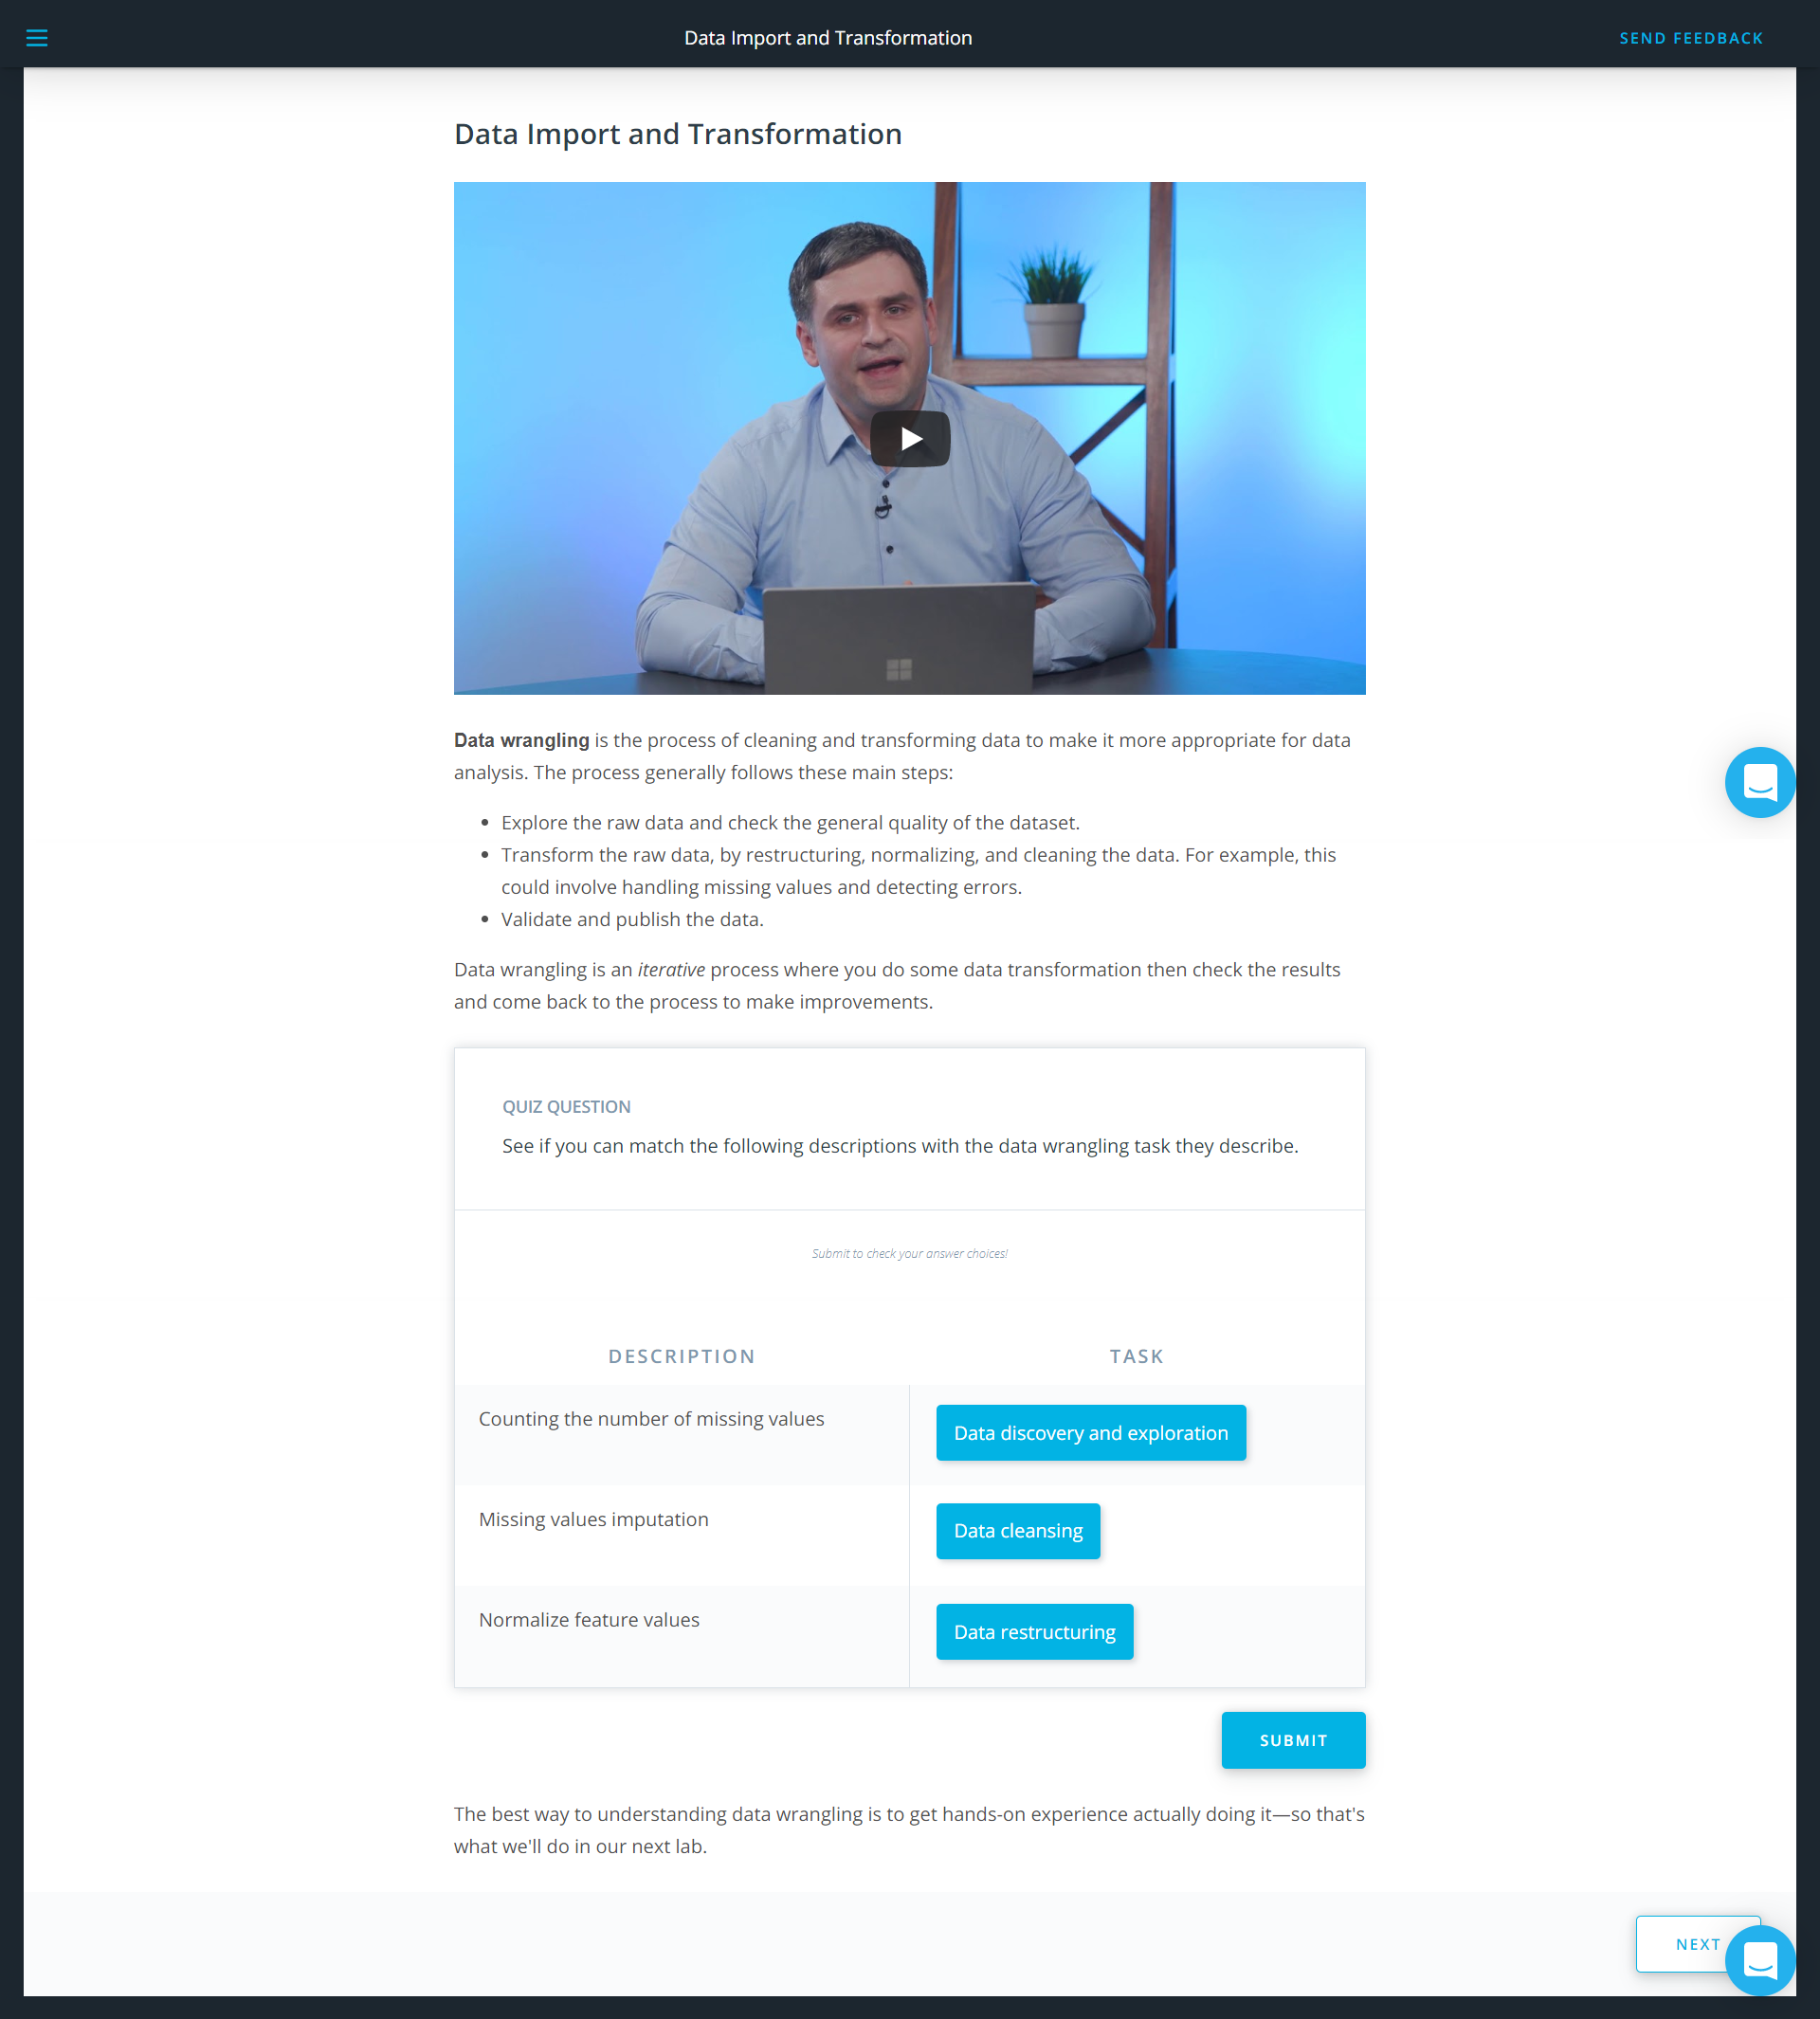 Data Import and Transformation
SEND FEEDBACK
Data Import and Transformation
Data wrangling is the process of cleaning and transforming data to make it more appropriate for data
analysis. The process generally follows these main steps:
• Explore the raw data and check the general quality of the dataset.
• Transform the raw data, by restructuring, normalizing, and cleaning the data. For example, this
could involve handling missing values and detecting errors.
• Validate and publish the data.
Data wrangling is an iterative process where you do some data transformation then check the results
and come back to the process to make improvements.
QUIZ QUESTION
See if you can match the following descriptions with the data wrangling task they describe.
Submit to check your answer choices!
DESCRIPTION TASK
Counting the number of missing values Data discovery and exploration
Missing values imputation Data cleansing
Normalize feature values Data restructuring
SUBMIT
The best way to understanding data wrangling is to get hands-on experience actually doing it—so that's
what we'll do in our next lab.
NEXT